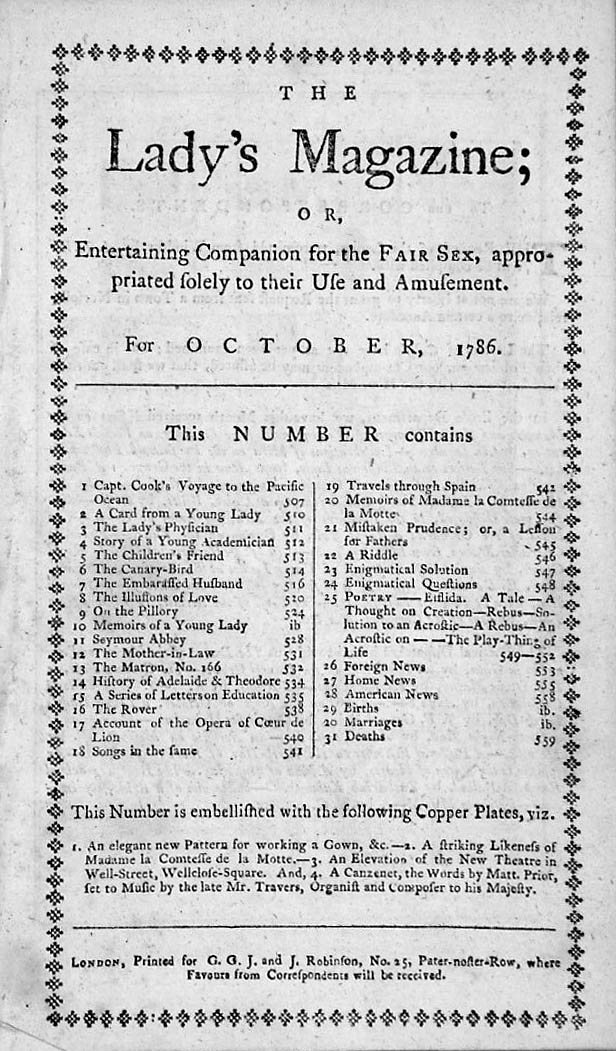 THE
Lady's Magazine;
OR,
Entertaining Companion for the FAIR SEX, appro-
priated ſolely to their Uſe and Amuſement.
For OCTOBER, 1786.
This NUMBER contains
1 Capt. Cook's Voyage to the Pacific
Ocean 507
2 A Card from a Young Lady 510
3 The Lady's Phyſician 511
4 Story of a Young Academician 512
5 The Children's Friend 513
6 The Canary-Bird 514
7 The Embarraſſed Huſband 516
8 The Illuſions of Love 520
9 On the Pillory 524
10 Memoirs of a Young Lady ib
11 Seymour Abbey 528
12 The Mother-in-Law 531
13 The Matron, No. 166 532
14 Hiſtory of Adelaide & Theodore 534
15 A Series of Letters on Education 535
16 The Rover 538
17 Account of the Opera of Cœur de
Lion 540
18 Songs in the ſame 541
19 Travels through Spain 542
20 Memoirs of Madame la Comteſſe de
la Motte 544
21 Miſtaken Prudence; or, a Leſſon
for Fathers 545
22 A Riddle 546
23 Enigmatical Solution 547
24 Enigmatical Queſtions 548
25 POETRY — Elſlida. A Tale — A
Thought on Creation—Rebus—So-
lution to an Acroſtic—A Rebus—An
Acroſtic on — — The Play-Thing of
Life 549—552
26 Foreign News 553
27 Home News 555
28 American News 558
29 Births ib.
20 Marriages ib.
31 Deaths 559
This Number is embelliſhed with the following Copper Plates, viz.
1. An elegant new Pattern for working a Gown, &c.—2. A ſtriking Likeneſs of
Madame la Comteſſe de la Motte.—3. An Elevation of the New Theatre in
Well-Street, Wellcloſe-Square. And, 4. A Canzenet, the Words by Matt. Prior,
ſet to Muſic by the late Mr. Travers, Organiſt and Compoſer to his Majeſty.
LONDON, Printed for G. G. J. and J. Robinſon, No. 25, Pater-noſter-Row, where
Favours from Correſpondents will be received.